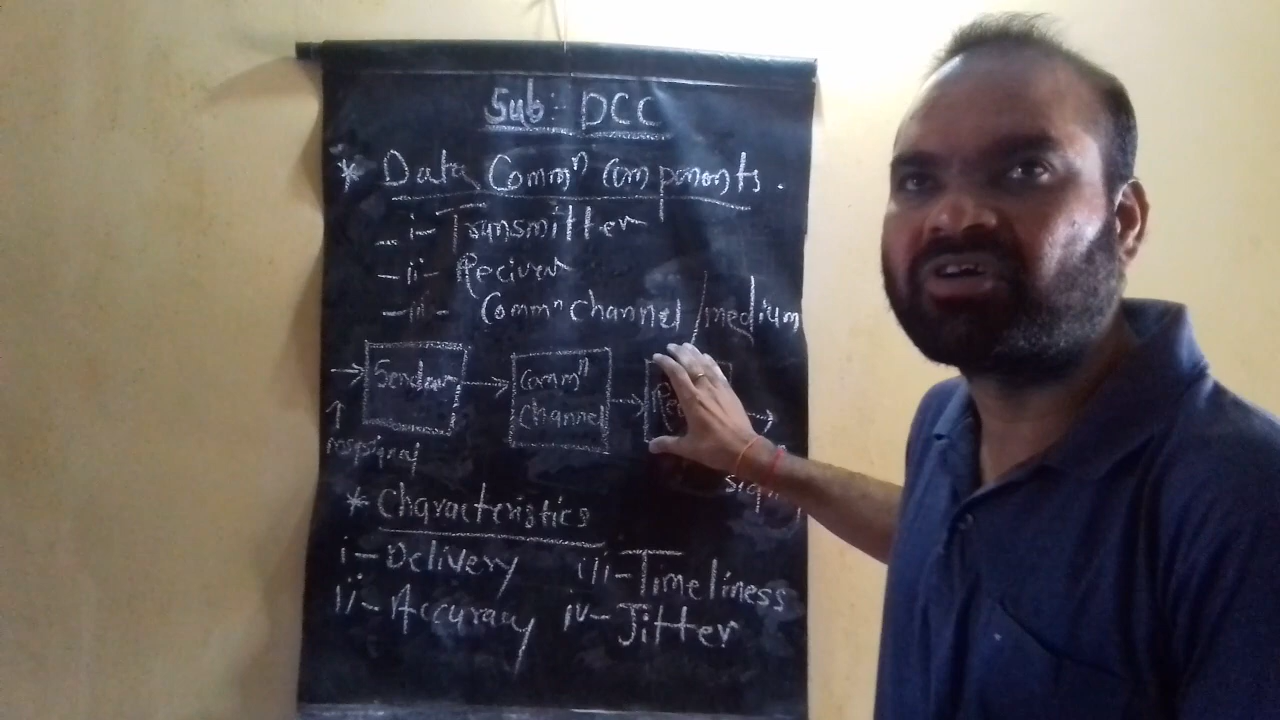 Sub:- DCC
* Data Commⁿ Components.
- i- Transmitter
- ii- Reciver
- iii- Commⁿ channel / medium
→ Sender → Commⁿ channel → →
* Characteristics
i- Delivery iii- Timeliness
ii- Accuracy iv- Jitter